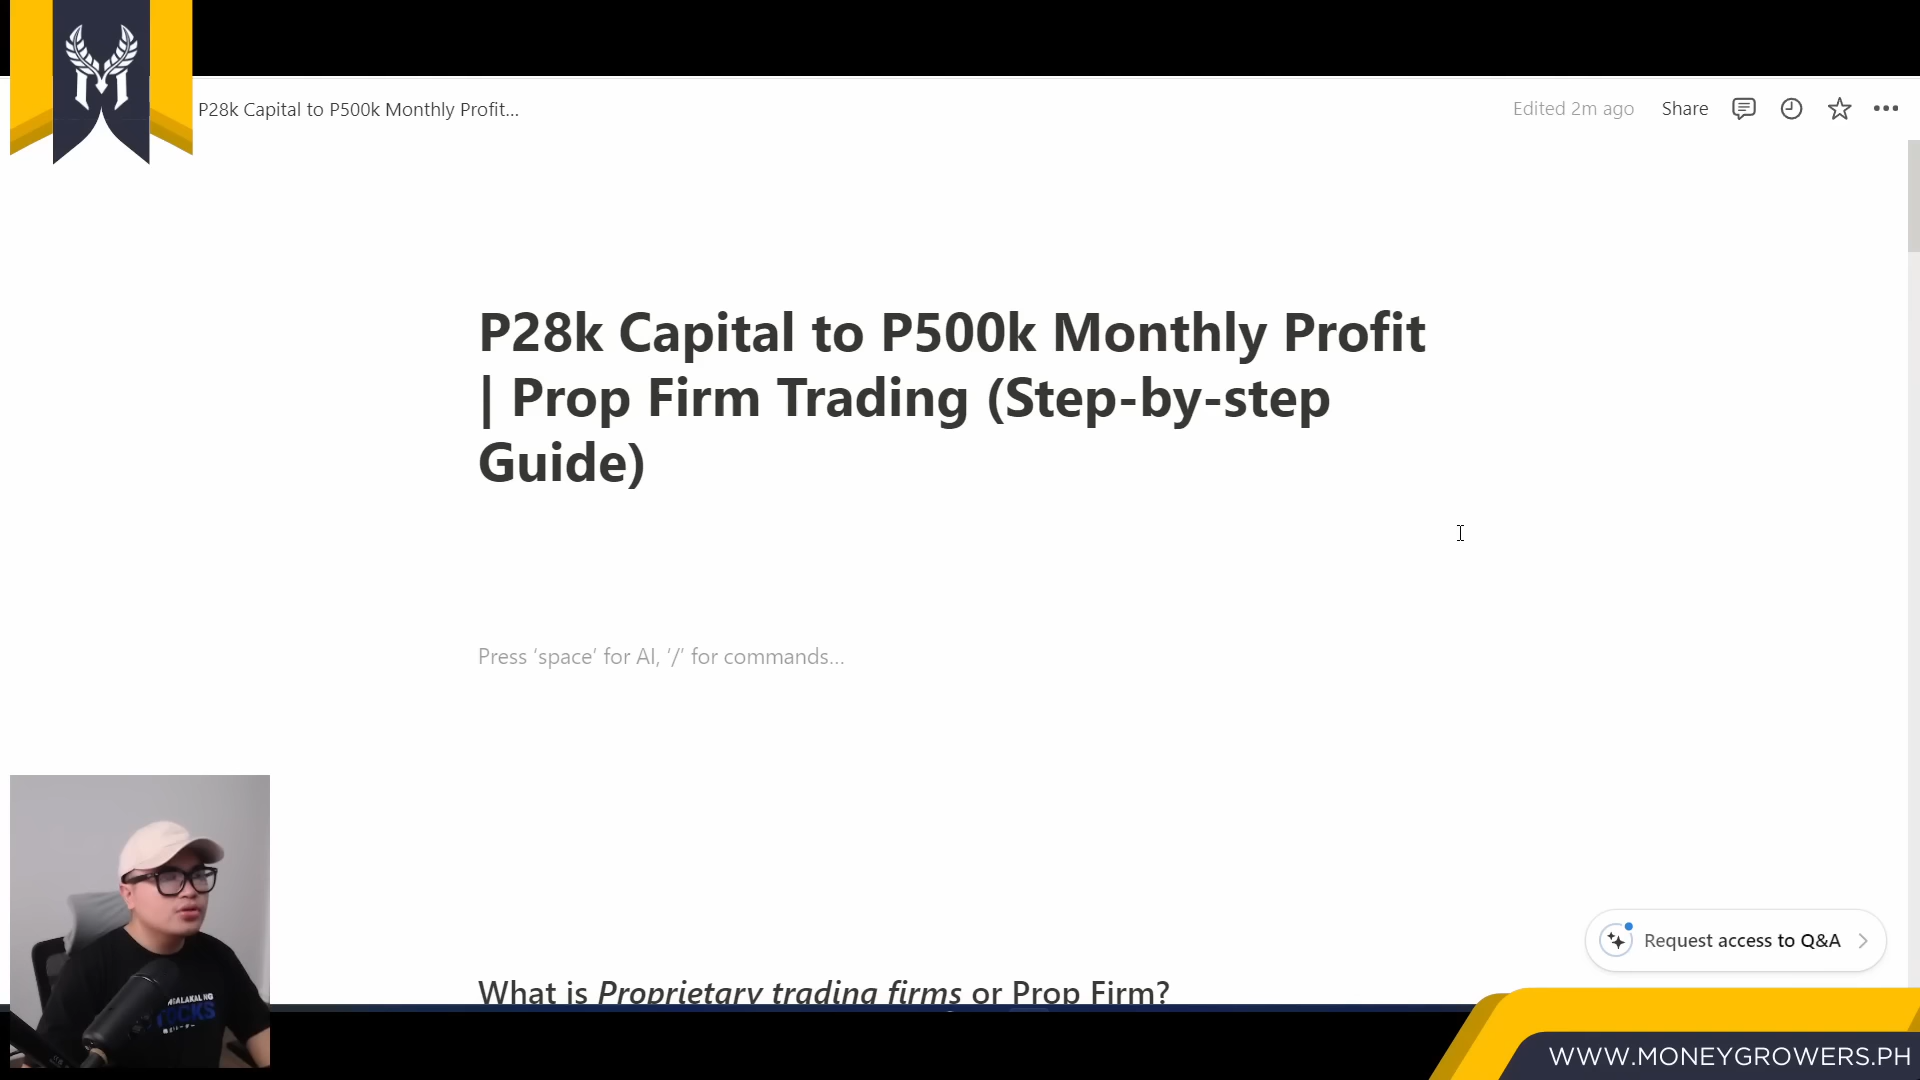 P28k Capital to P500k Monthly Profit...
Edited 2m ago
Share
P28k Capital to P500k Monthly Profit
| Prop Firm Trading (Step-by-step
Guide)
Press ‘space’ for AI, ‘/’ for commands...
What is Proprietary trading firms or Prop Firm?
Request access to Q&A
WWW.MONEYGROWERS.PH